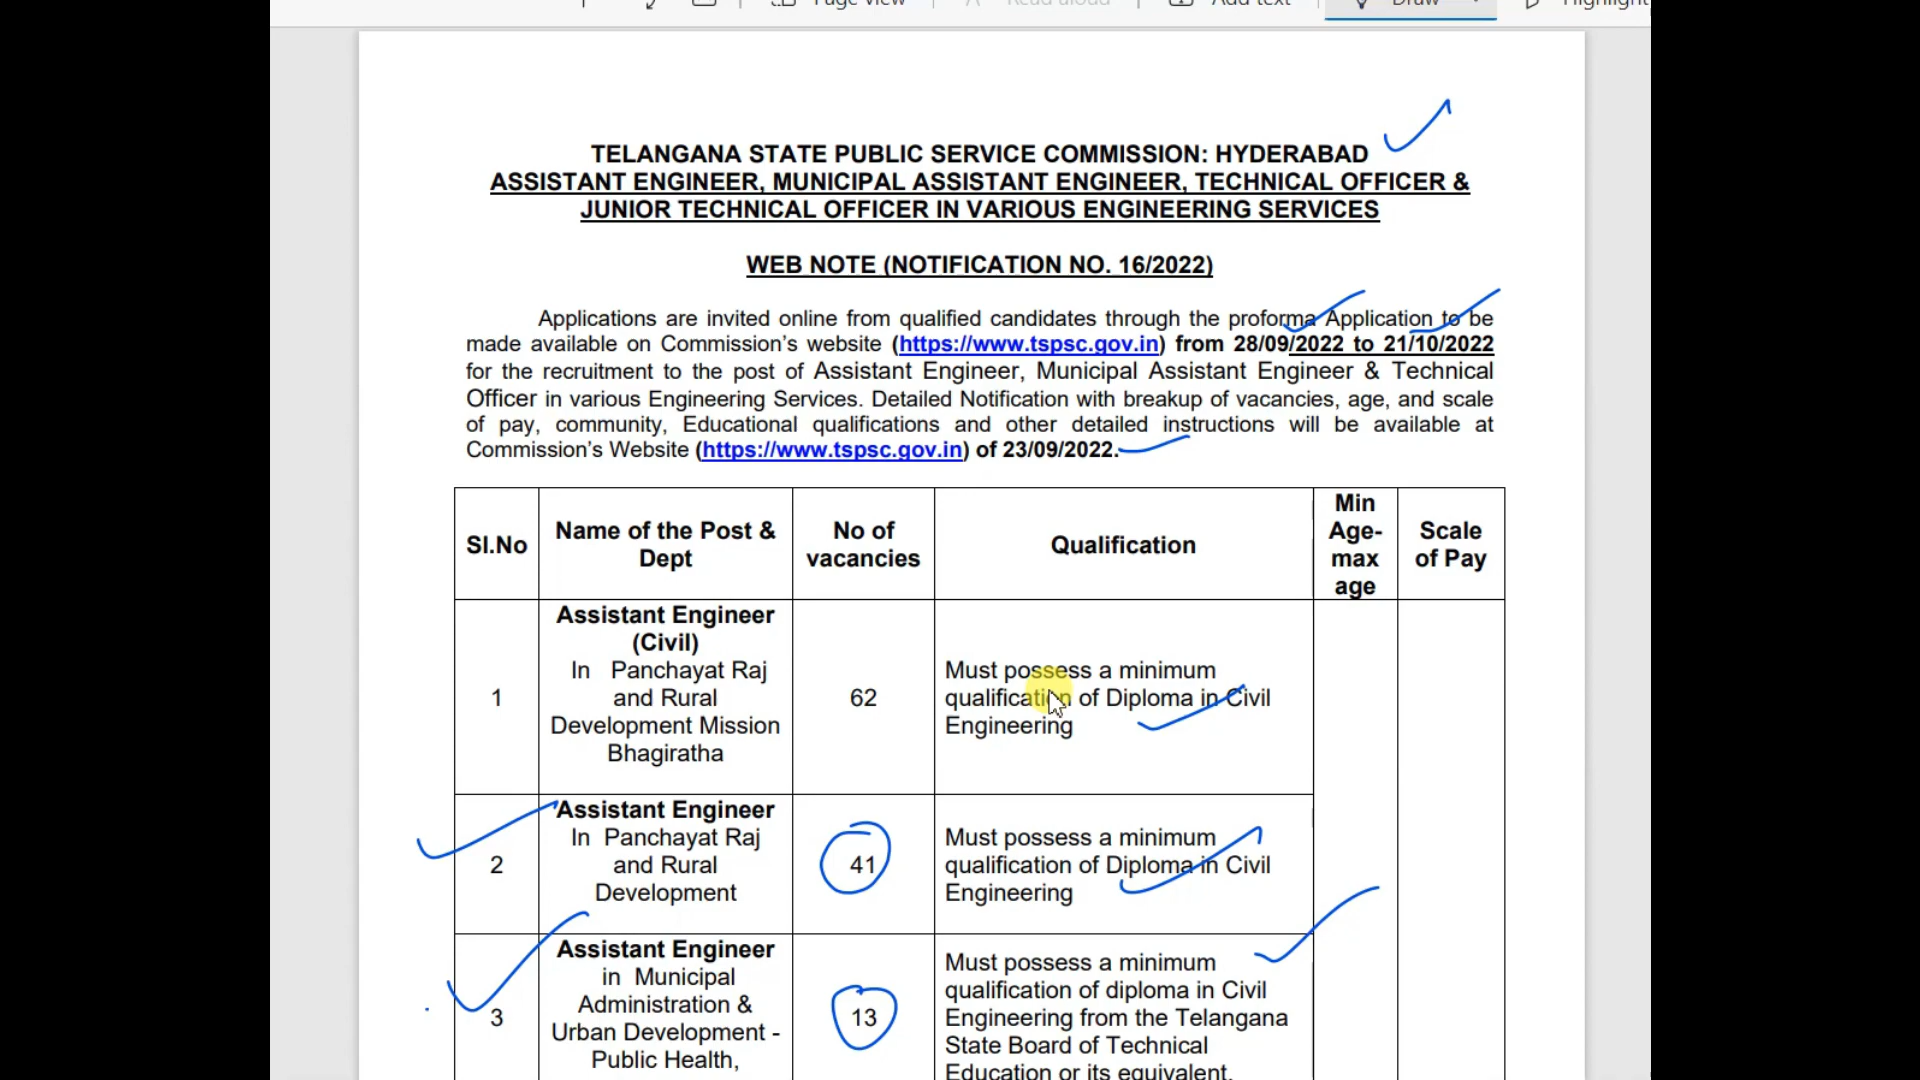 Page view
Read aloud
Add text
Draw
Highlight
TELANGANA STATE PUBLIC SERVICE COMMISSION: HYDERABAD
ASSISTANT ENGINEER, MUNICIPAL ASSISTANT ENGINEER, TECHNICAL OFFICER &
JUNIOR TECHNICAL OFFICER IN VARIOUS ENGINEERING SERVICES
WEB NOTE (NOTIFICATION NO. 16/2022)
Applications are invited online from qualified candidates through the proforma Application to be
made available on Commission's website (https://www.tspsc.gov.in) from 28/09/2022 to 21/10/2022
for the recruitment to the post of Assistant Engineer, Municipal Assistant Engineer & Technical
Officer in various Engineering Services. Detailed Notification with breakup of vacancies, age, and scale
of pay, community, Educational qualifications and other detailed instructions will be available at
Commission's Website (https://www.tspsc.gov.in) of 23/09/2022.
Sl.No
Name of the Post &
Dept
No of
vacancies
Qualification
Min
Age-
max
age
Scale
of Pay
1
Assistant Engineer
(Civil)
In Panchayat Raj
and Rural
Development Mission
Bhagiratha
62
Must possess a minimum
qualification of Diploma in Civil
Engineering
2
Assistant Engineer
In Panchayat Raj
and Rural
Development
41
Must possess a minimum
qualification of Diploma in Civil
Engineering
3
Assistant Engineer
in Municipal
Administration &
Urban Development -
Public Health,
13
Must possess a minimum
qualification of diploma in Civil
Engineering from the Telangana
State Board of Technical
Education or its equivalent.